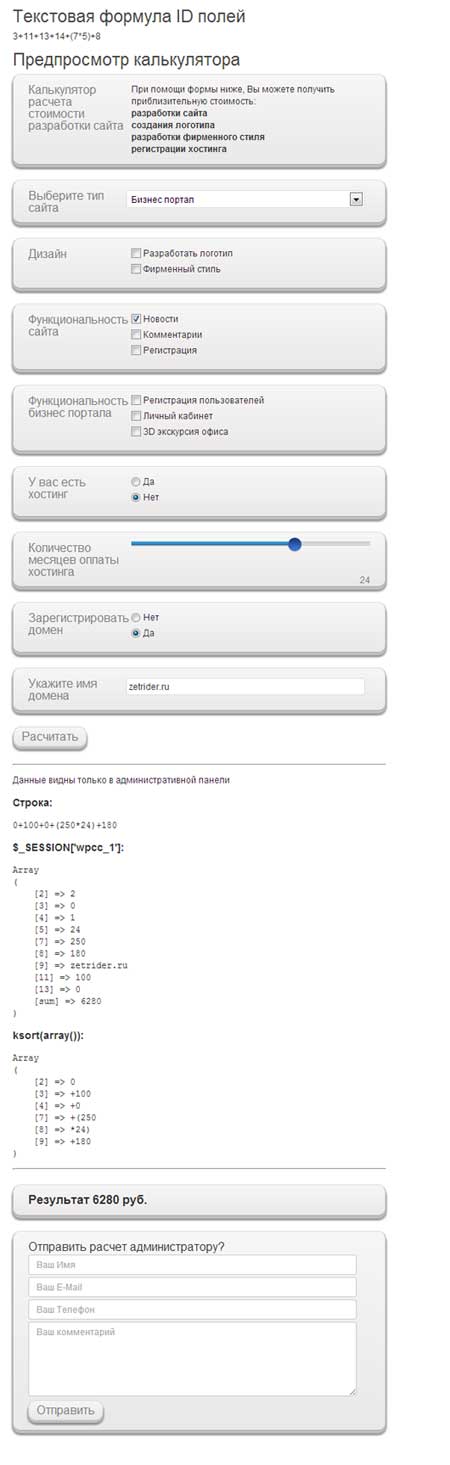 Текстовая формула ID полей
3+11+13+14+(7*5)+8
Предпросмотр калькулятора
Калькулятор
расчета
стоимости
разработки сайта
При помощи формы ниже, Вы можете получить
приблизительную стоимость:
разработки сайта
создания логотипа
разработки фирменного стиля
регистрации хостинга
Выберите тип
сайта
Бизнес портал
Дизайн
Разработать логотип
Фирменный стиль
Функциональность
сайта
Новости
Комментарии
Регистрация
Функциональность
бизнес портала
Регистрация пользователей
Личный кабинет
3D экскурсия офиса
У вас есть
хостинг
Да
Нет
Количество
месяцев оплаты
хостинга
24
Зарегистрировать
домен
Нет
Да
Укажите имя
домена
zetrider.ru
Расчитать
Данные видны только в административной панели
Строка:
0+100+0+(250*24)+180
$_SESSION['wpcc_1']:
Array
(
[2] => 2
[3] => 0
[4] => 1
[5] => 24
[7] => 250
[8] => 180
[9] => zetrider.ru
[11] => 100
[13] => 0
[sum] => 6280
)
ksort(array()):
Array
(
[2] => 0
[3] => +100
[4] => +0
[7] => +(250
[8] => *24)
[9] => +180
)
Результат 6280 руб.
Отправить расчет администратору?
Ваш Имя
Ваш E-Mail
Ваш Телефон
Ваш комментарий
Отправить